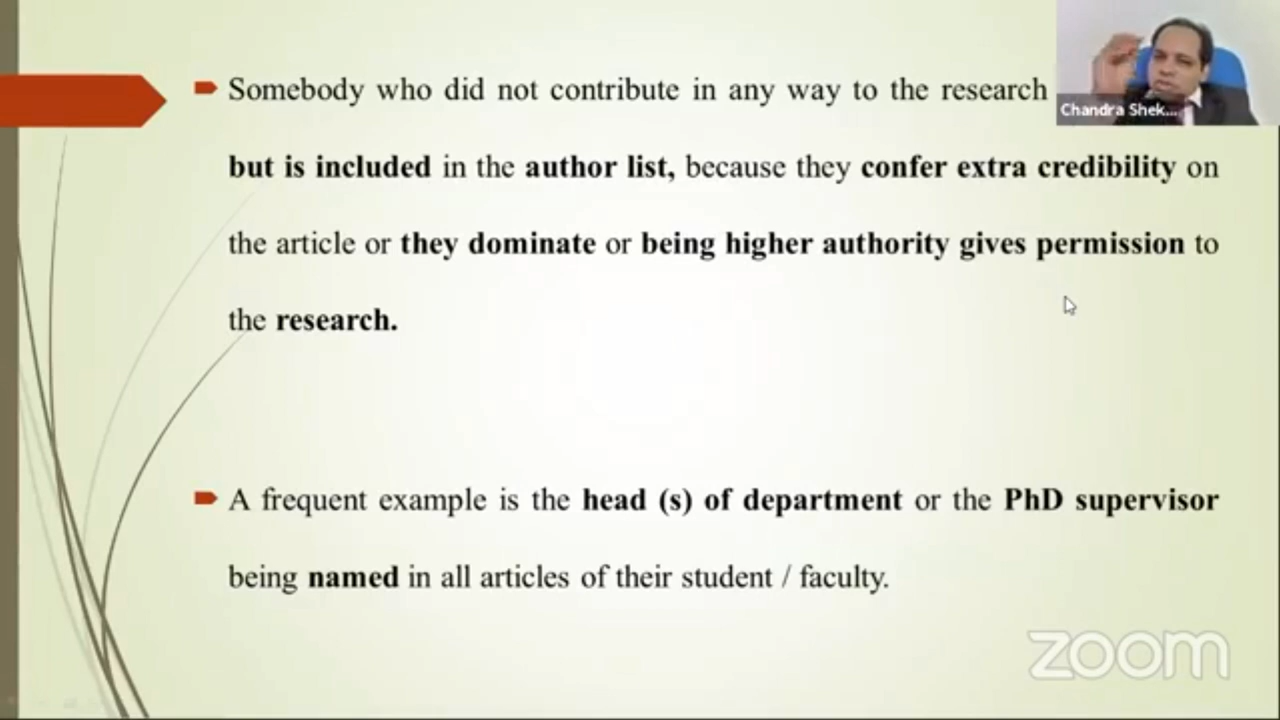 Somebody who did not contribute in any way to the research
Chandra Shek...
but is included in the author list, because they confer extra credibility on
the article or they dominate or being higher authority gives permission to
the research.
A frequent example is the head (s) of department or the PhD supervisor
being named in all articles of their student / faculty.
zoom